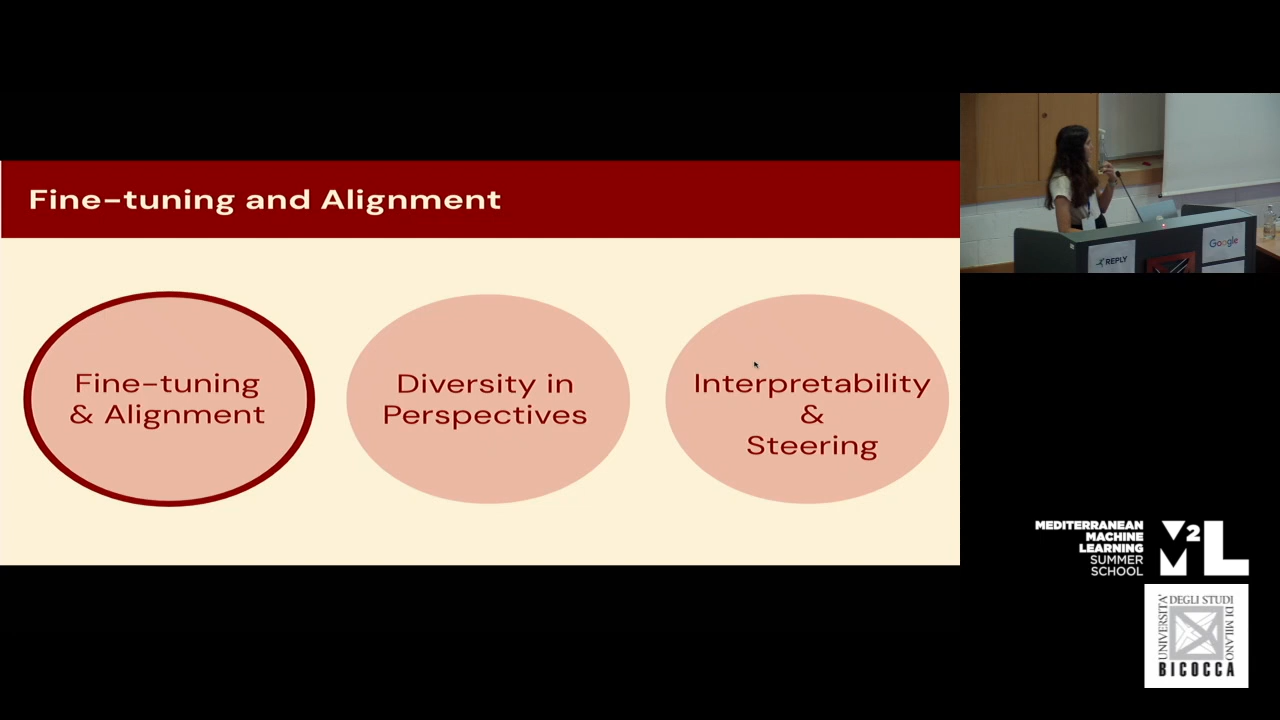 Fine-tuning and Alignment
Fine-tuning
& Alignment
Diversity in
Perspectives
Interpretability
&
Steering
REPLY
Google
MEDITERRANEAN
MACHINE
LEARNING
SUMMER
SCHOOL
M2L
UNIVERSITÀ
DEGLI STUDI
DI MILANO
BICOCCA